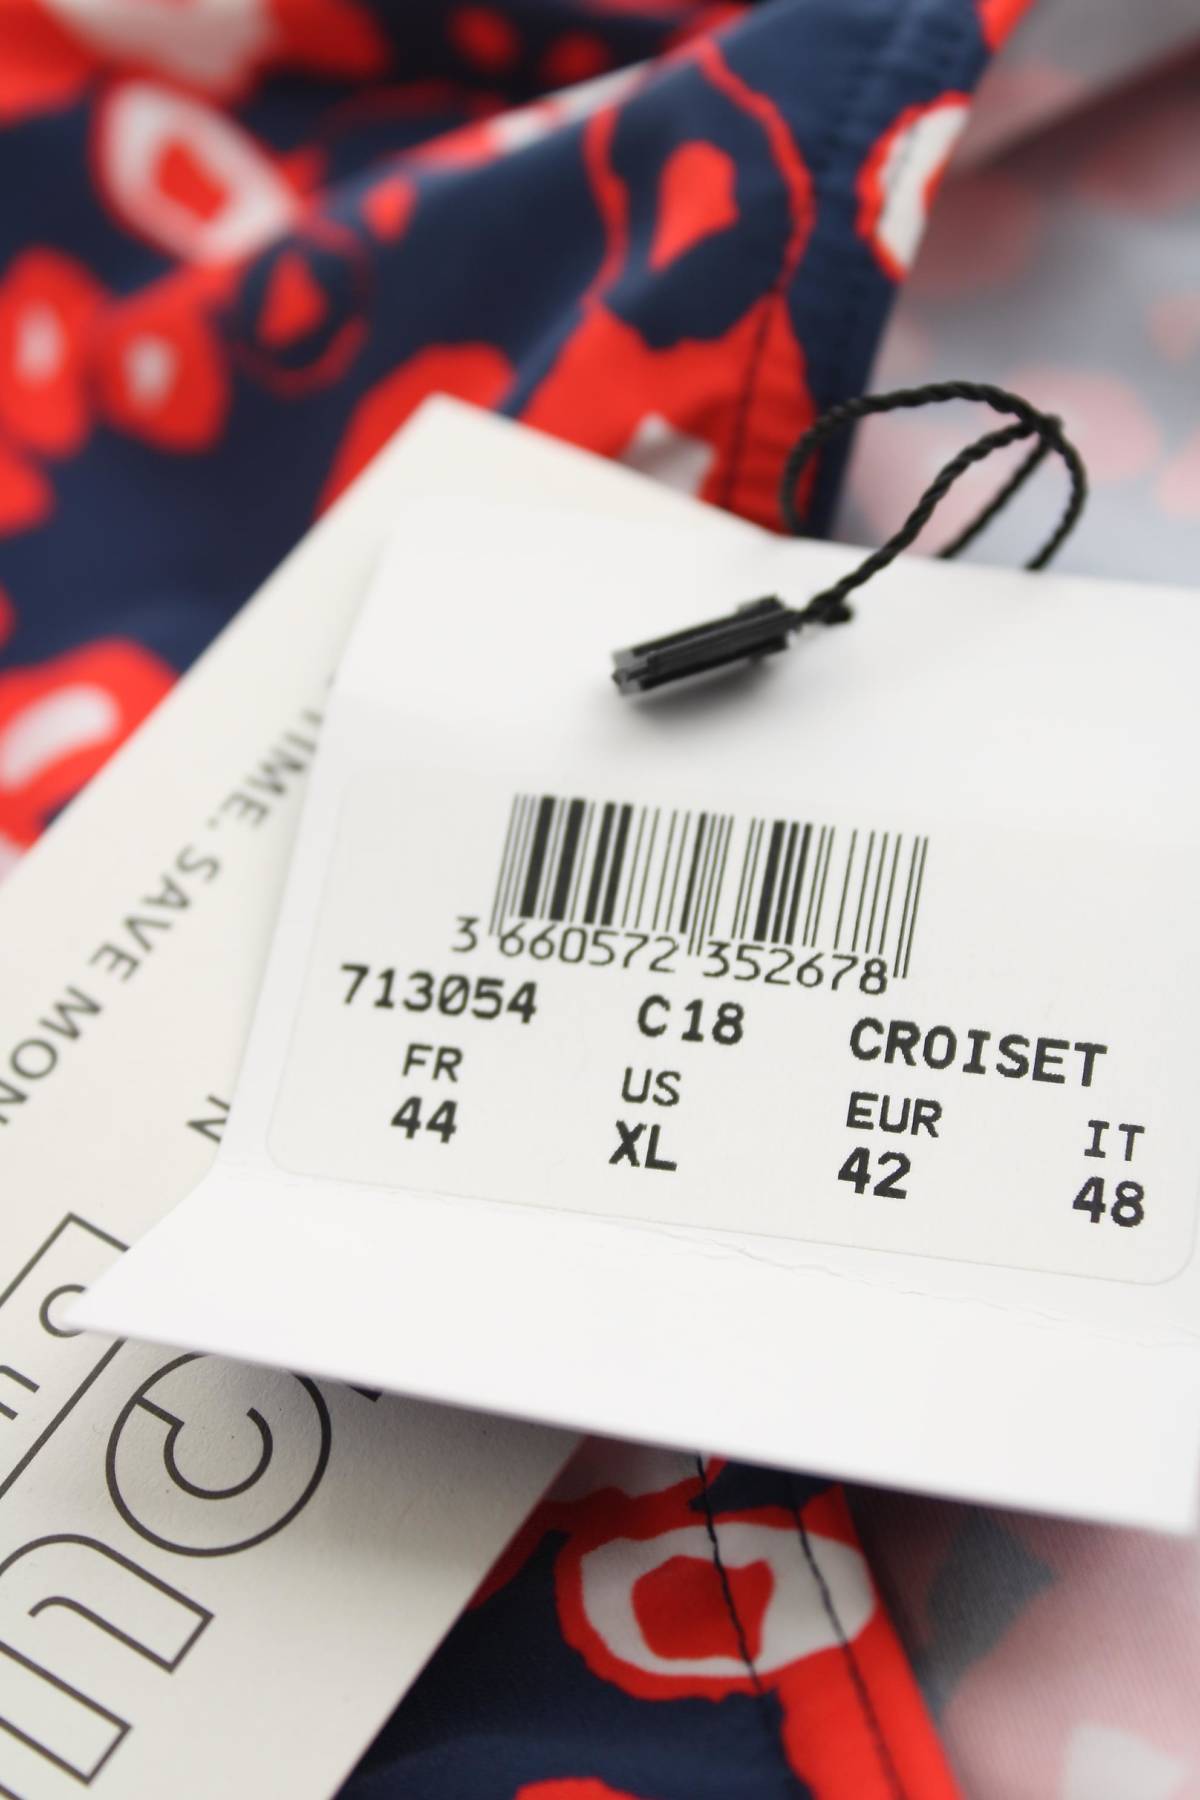 3 660572 352678
713054 C18 CROISET
FR US EUR IT
44 XL 42 48
TIME. SAVE MON
N